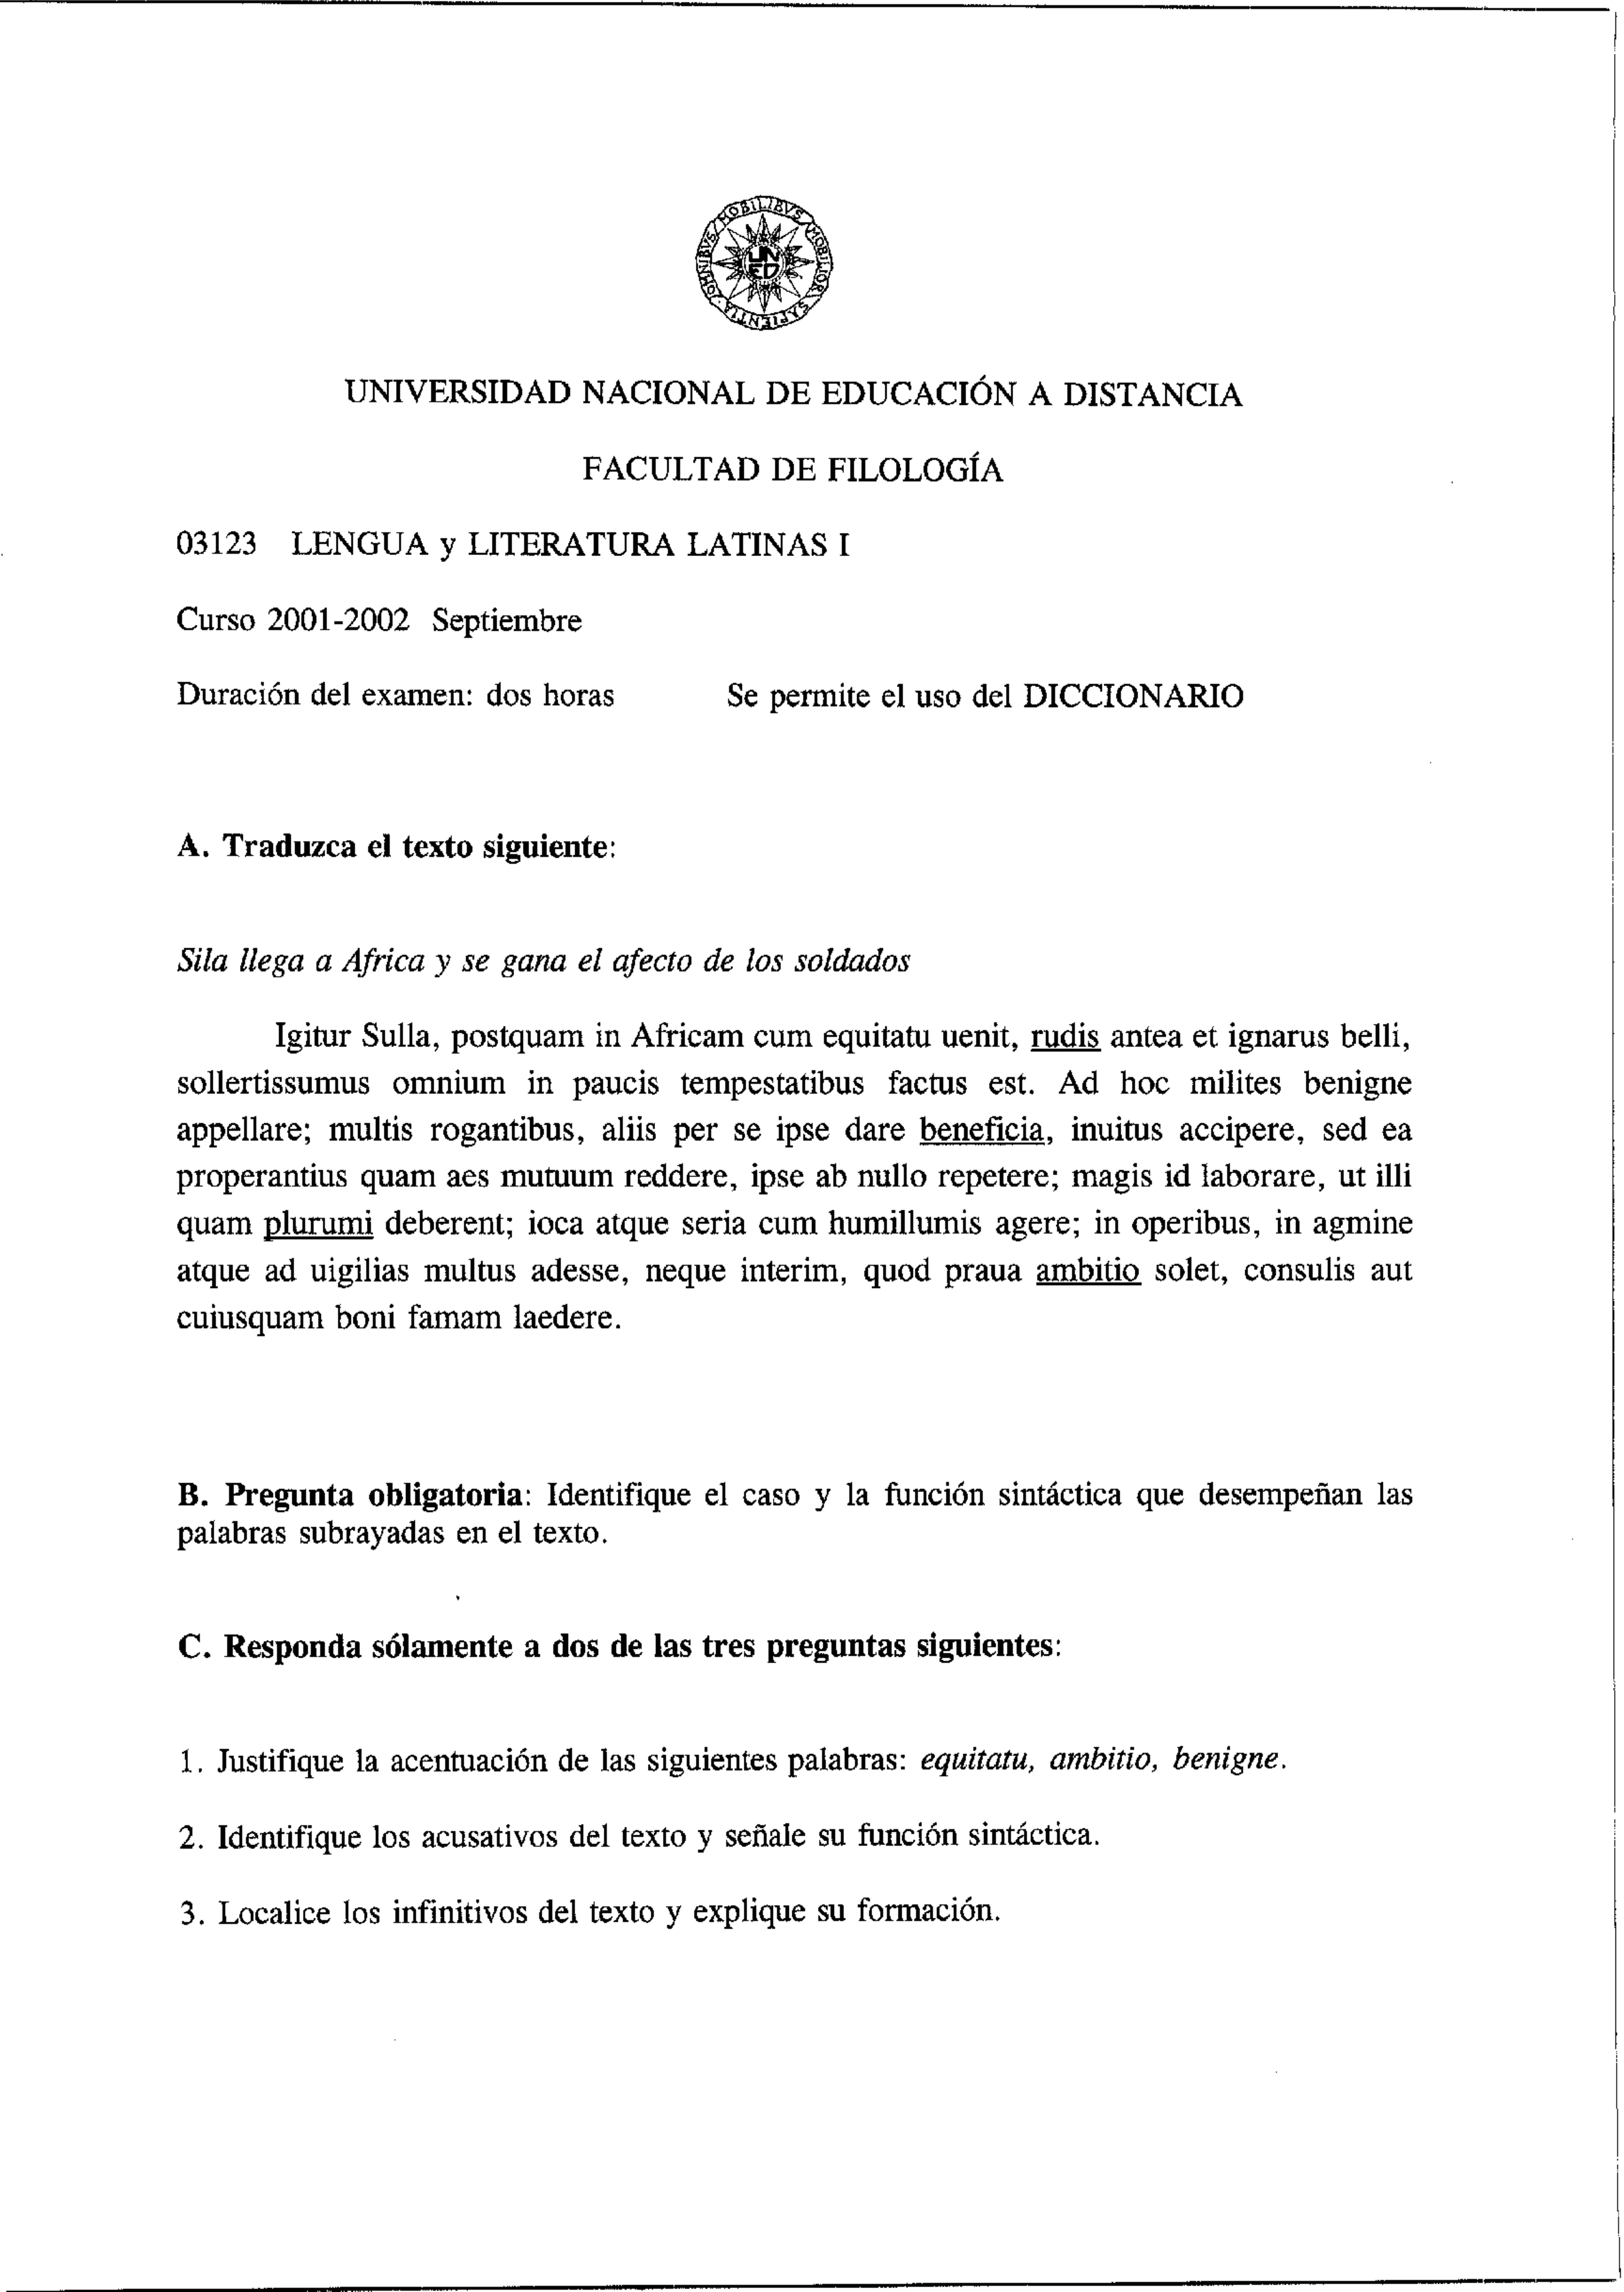 OMNIBVS MOBILIBVS MOBILIOR SAPIENTIA
UN
ED
UNIVERSIDAD NACIONAL DE EDUCACIÓN A DISTANCIA
FACULTAD DE FILOLOGÍA
03123 LENGUA y LITERATURA LATINAS I
Curso 2001-2002 Septiembre
Duración del examen: dos horas Se permite el uso del DICCIONARIO
A. Traduzca el texto siguiente:
Sila llega a Africa y se gana el afecto de los soldados
Igitur Sulla, postquam in Africam cum equitatu uenit, rudis antea et ignarus belli,
sollertissumus omnium in paucis tempestatibus factus est. Ad hoc milites benigne
appellare; multis rogantibus, aliis per se ipse dare beneficia, inuitus accipere, sed ea
properantius quam aes mutuum reddere, ipse ab nullo repetere; magis id laborare, ut illi
quam plurumi deberent; ioca atque seria cum humillumis agere; in operibus, in agmine
atque ad uigilias multus adesse, neque interim, quod praua ambitio solet, consulis aut
cuiusquam boni famam laedere.
B. Pregunta obligatoria: Identifique el caso y la función sintáctica que desempeñan las
palabras subrayadas en el texto.
C. Responda sólamente a dos de las tres preguntas siguientes:
1. Justifique la acentuación de las siguientes palabras: equitatu, ambitio, benigne.
2. Identifique los acusativos del texto y señale su función sintáctica.
3. Localice los infinitivos del texto y explique su formación.